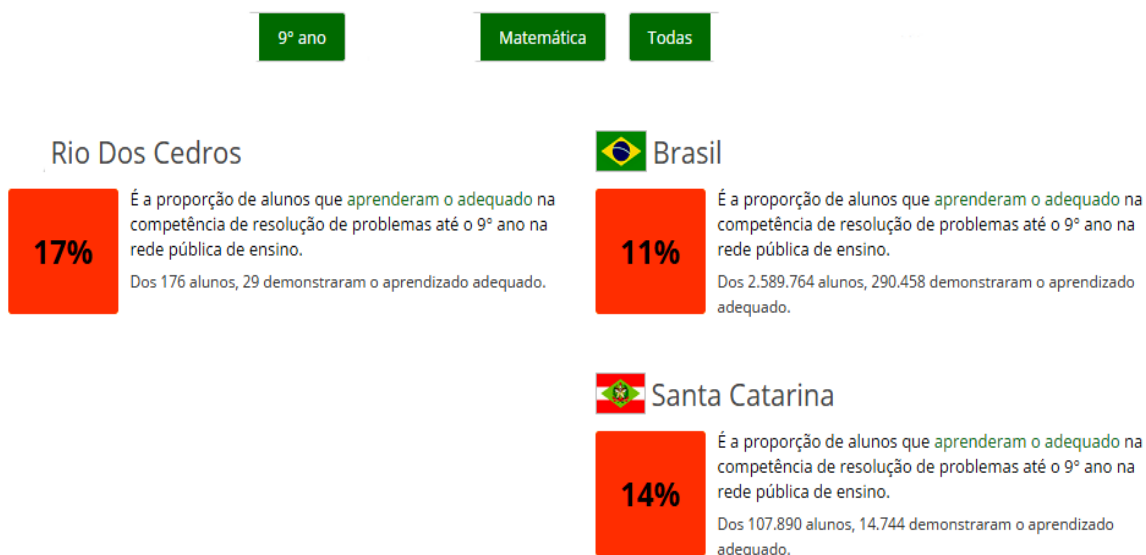 9º ano
Matemática
Todas
Rio Dos Cedros
17%
É a proporção de alunos que aprenderam o adequado na
competência de resolução de problemas até o 9º ano na
rede pública de ensino.
Dos 176 alunos, 29 demonstraram o aprendizado adequado.
Brasil
11%
É a proporção de alunos que aprenderam o adequado na
competência de resolução de problemas até o 9º ano na
rede pública de ensino.
Dos 2.589.764 alunos, 290.458 demonstraram o aprendizado
adequado.
Santa Catarina
14%
É a proporção de alunos que aprenderam o adequado na
competência de resolução de problemas até o 9º ano na
rede pública de ensino.
Dos 107.890 alunos, 14.744 demonstraram o aprendizado
adequado.